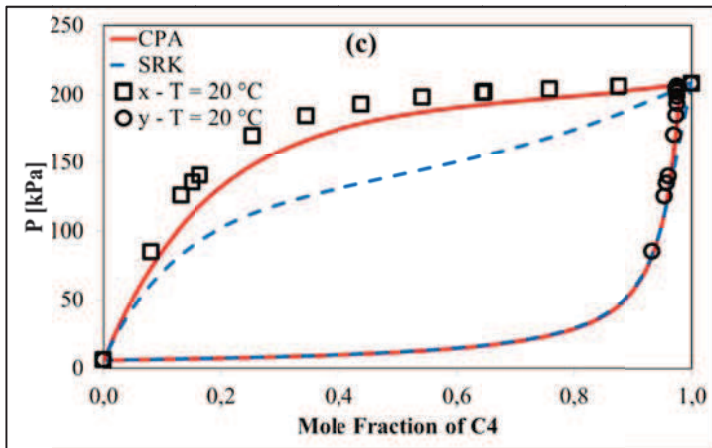 250
(c)
CPA
SRK
x - T = 20 °C
y - T = 20 °C
200
150
100
50
0
P [kPa]
0,0 0,2 0,4 0,6 0,8 1,0
Mole Fraction of C4